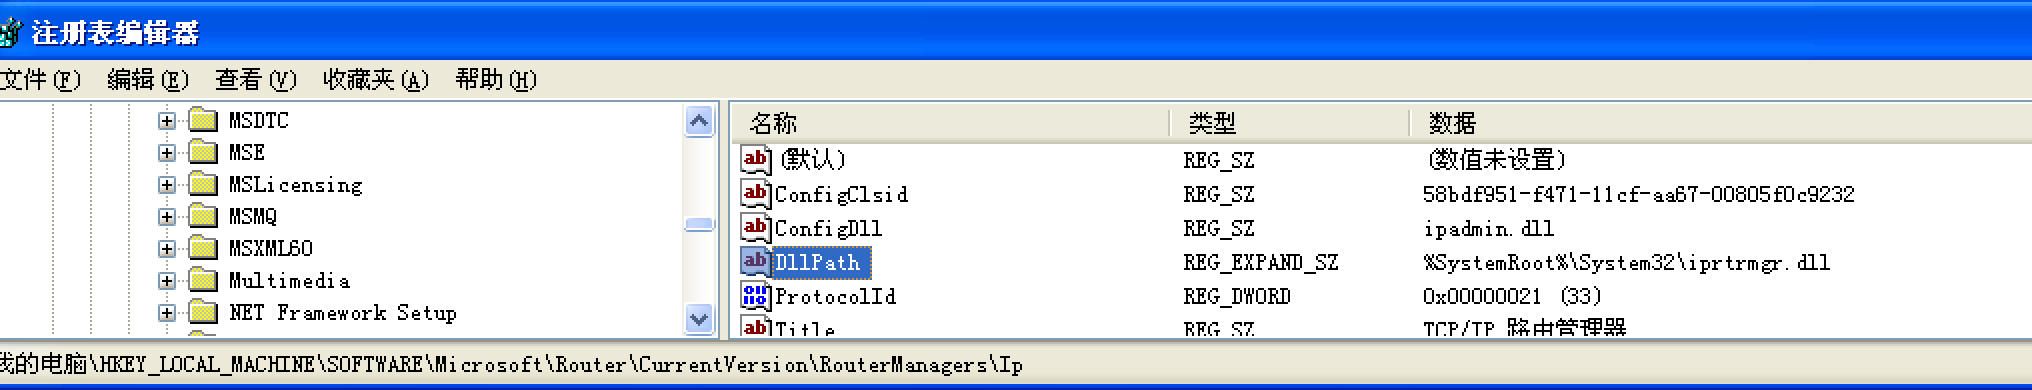 注册表编辑器
文件(F) 编辑(E) 查看(V) 收藏夹(A) 帮助(H)
MSDTC
MSE
MSLicensing
MSMQ
MSXML60
Multimedia
NET Framework Setup
名称 类型 数据
(默认) REG_SZ (数值未设置)
ConfigClsid REG_SZ 58bdf951-f471-11cf-aa67-00805f0c9232
ConfigDll REG_SZ ipadmin.dll
DllPath REG_EXPAND_SZ %SystemRoot%\System32\iprtrmgr.dll
ProtocolId REG_DWORD 0x00000021 (33)
Title REG_SZ TCP/IP 路由管理器
我的电脑\HKEY_LOCAL_MACHINE\SOFTWARE\Microsoft\Router\CurrentVersion\RouterManagers\Ip